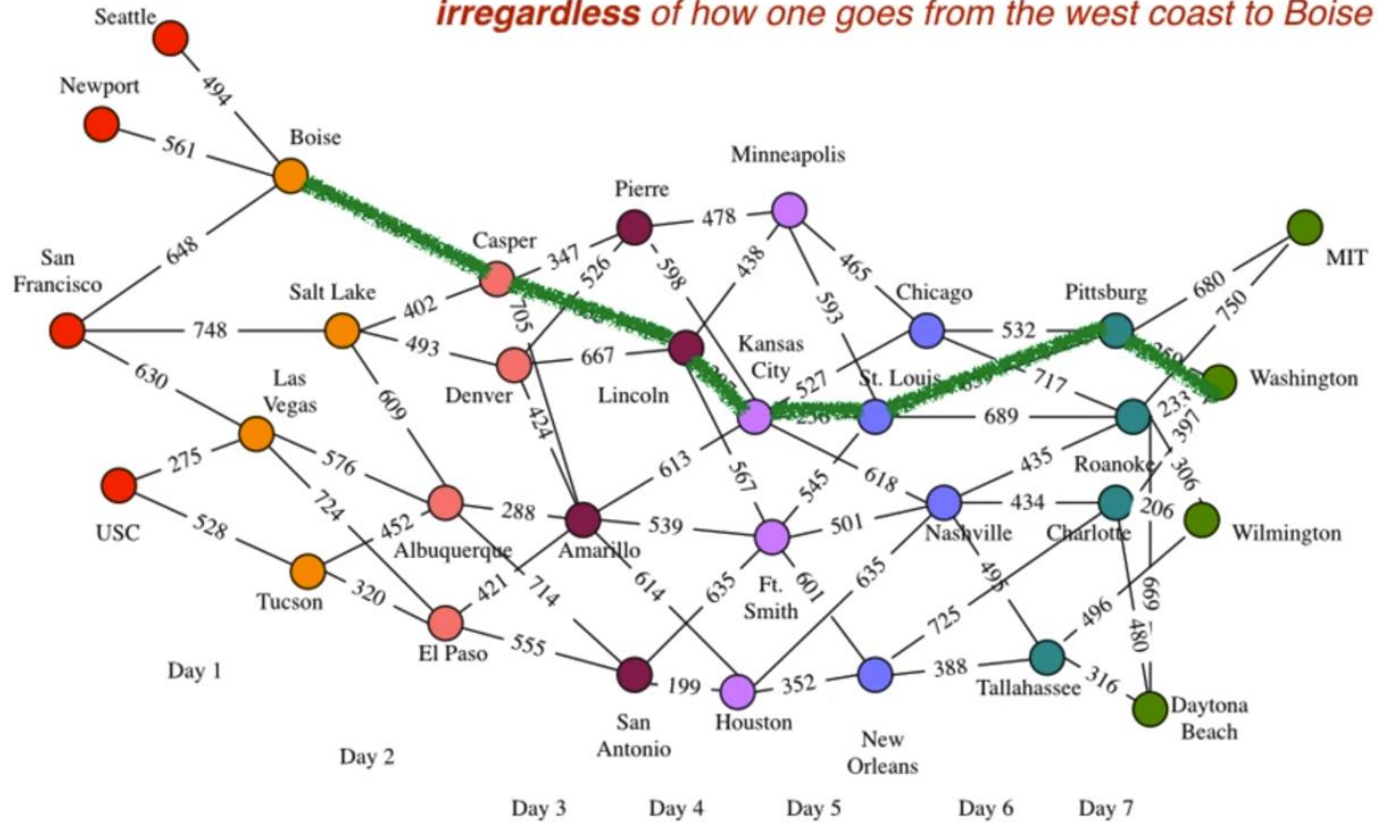 irregardless of how one goes from the west coast to Boise
Seattle
494
Newport
561
Boise
648
San
Francisco
748
630
Salt Lake
402
493
609
Las
Vegas
275
576
724
USC
528
452
Tucson
320
Casper
347
526
705
Denver
667
424
Albuquerque
288
714
421
El Paso
555
Pierre
478
598
Lincoln
438
567
Amarillo
613
539
614
San
Antonio
635
199
Minneapolis
465
593
Kansas
City
527
618
Ft.
Smith
545
501
601
Houston
635
352
Chicago
532
717
St. Louis
689
Nashville
435
434
495
New
Orleans
725
388
Pittsburg
680
Roanoke
750
233
306
669
Charlotte
397
206
480
Tallahassee
496
316
MIT
Washington
Wilmington
Daytona
Beach
Day 1
Day 2
Day 3
Day 4
Day 5
Day 6
Day 7